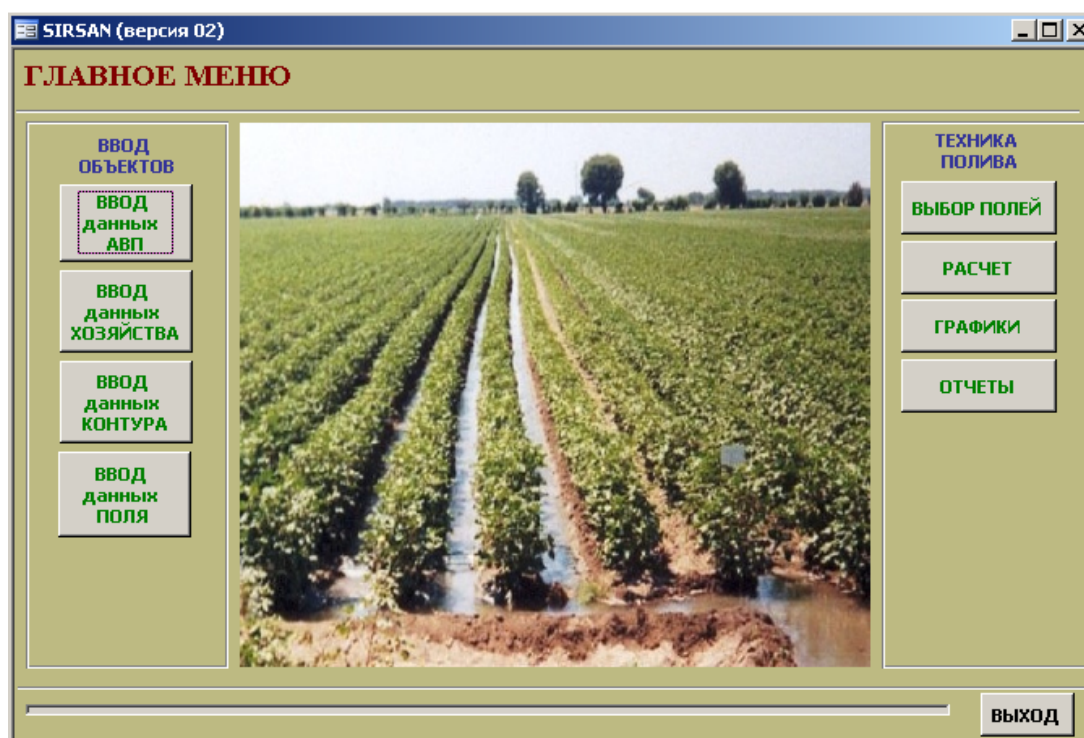 SIRSAN (версия 02)
ГЛАВНОЕ МЕНЮ
ВВОД
ОБЪЕКТОВ
ВВОД
данных
АВП
ВВОД
данных
ХОЗЯЙСТВА
ВВОД
данных
КОНТУРА
ВВОД
данных
ПОЛЯ
ТЕХНИКА
ПОЛИВА
ВЫБОР ПОЛЕЙ
РАСЧЕТ
ГРАФИКИ
ОТЧЕТЫ
ВЫХОД